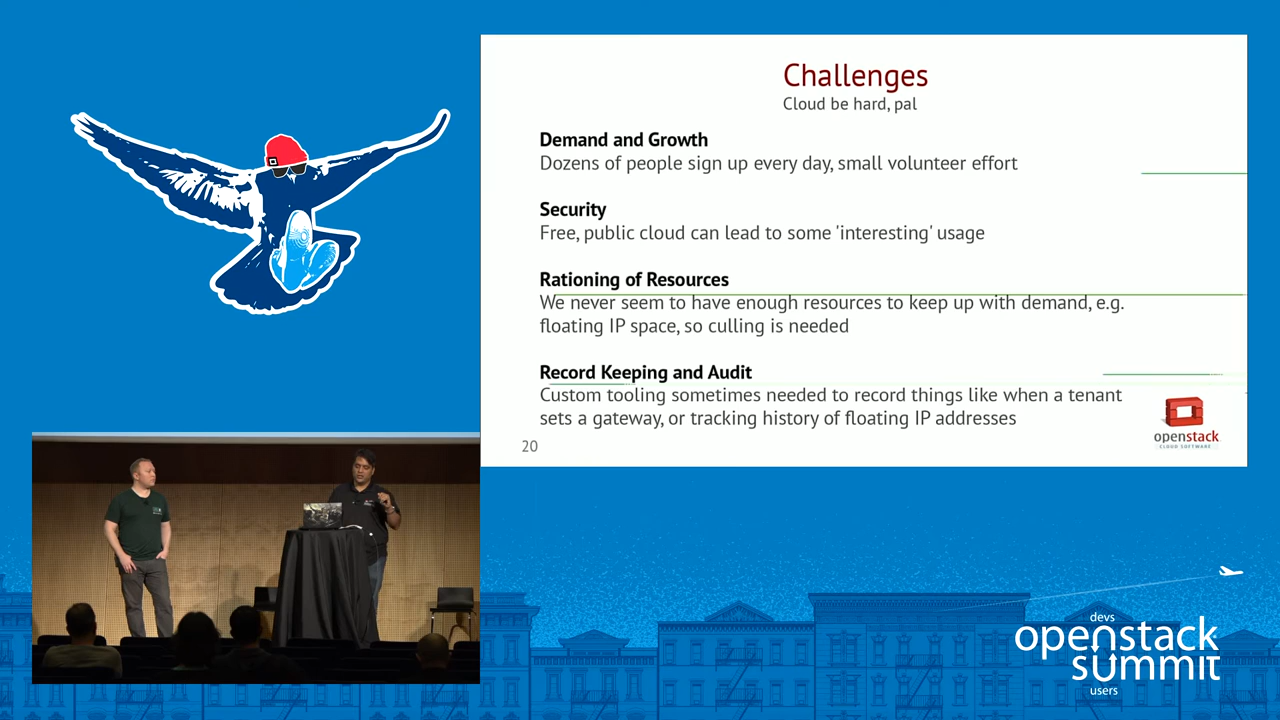 Challenges
Cloud be hard, pal
Demand and Growth
Dozens of people sign up every day, small volunteer effort
Security
Free, public cloud can lead to some 'interesting' usage
Rationing of Resources
We never seem to have enough resources to keep up with demand, e.g.
floating IP space, so culling is needed
Record Keeping and Audit
Custom tooling sometimes needed to record things like when a tenant
sets a gateway, or tracking history of floating IP addresses
20
openstack
CLOUD SOFTWARE
devs
openstack
summit
users